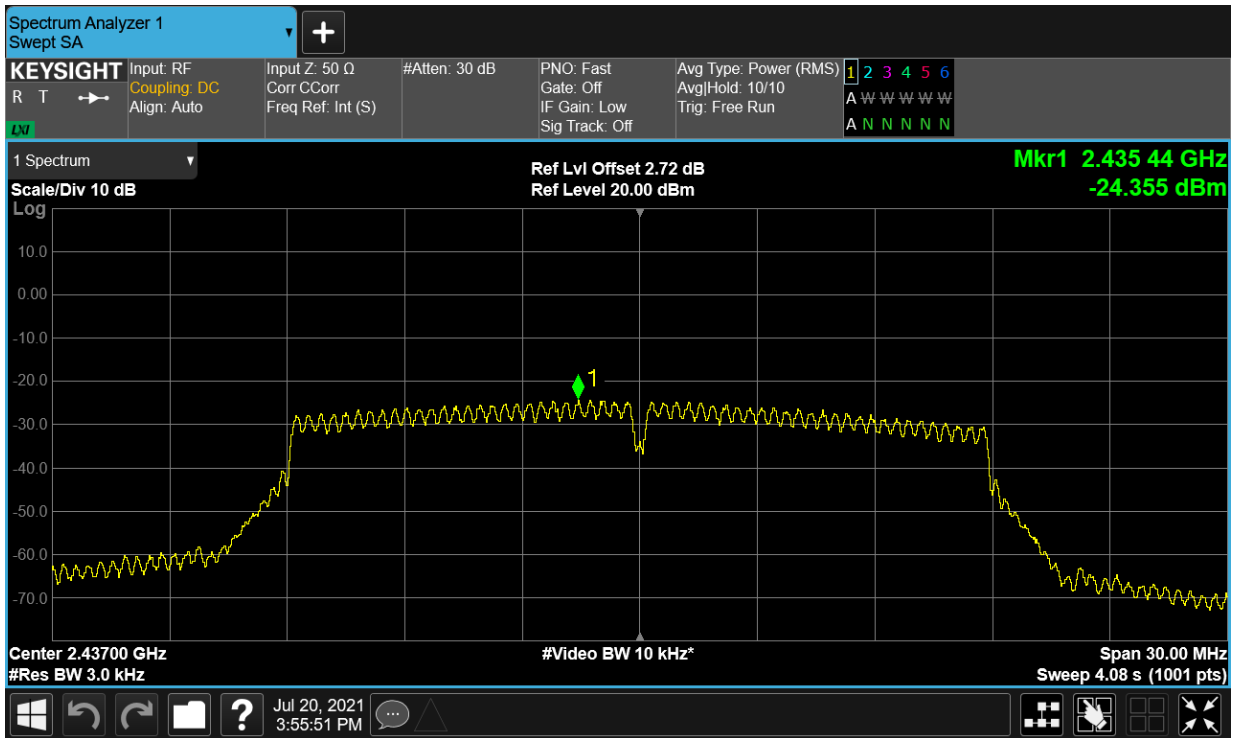 Spectrum Analyzer 1
Swept SA
KEYSIGHT
R T
LXI
Input: RF
Coupling: DC
Align: Auto
Input Z: 50 Ω
Corr CCorr
Freq Ref: Int (S)
#Atten: 30 dB
PNO: Fast
Gate: Off
IF Gain: Low
Sig Track: Off
Avg Type: Power (RMS)
Avg|Hold: 10/10
Trig: Free Run
1 2 3 4 5 6
A W W W W W
A N N N N N
1 Spectrum
Scale/Div 10 dB
Log
Ref Lvl Offset 2.72 dB
Ref Level 20.00 dBm
Mkr1 2.435 44 GHz
-24.355 dBm
10.0
0.00
-10.0
-20.0
-30.0
-40.0
-50.0
-60.0
-70.0
1
Center 2.43700 GHz
#Res BW 3.0 kHz
#Video BW 10 kHz*
Span 30.00 MHz
Sweep 4.08 s (1001 pts)
?
Jul 20, 2021
3:55:51 PM